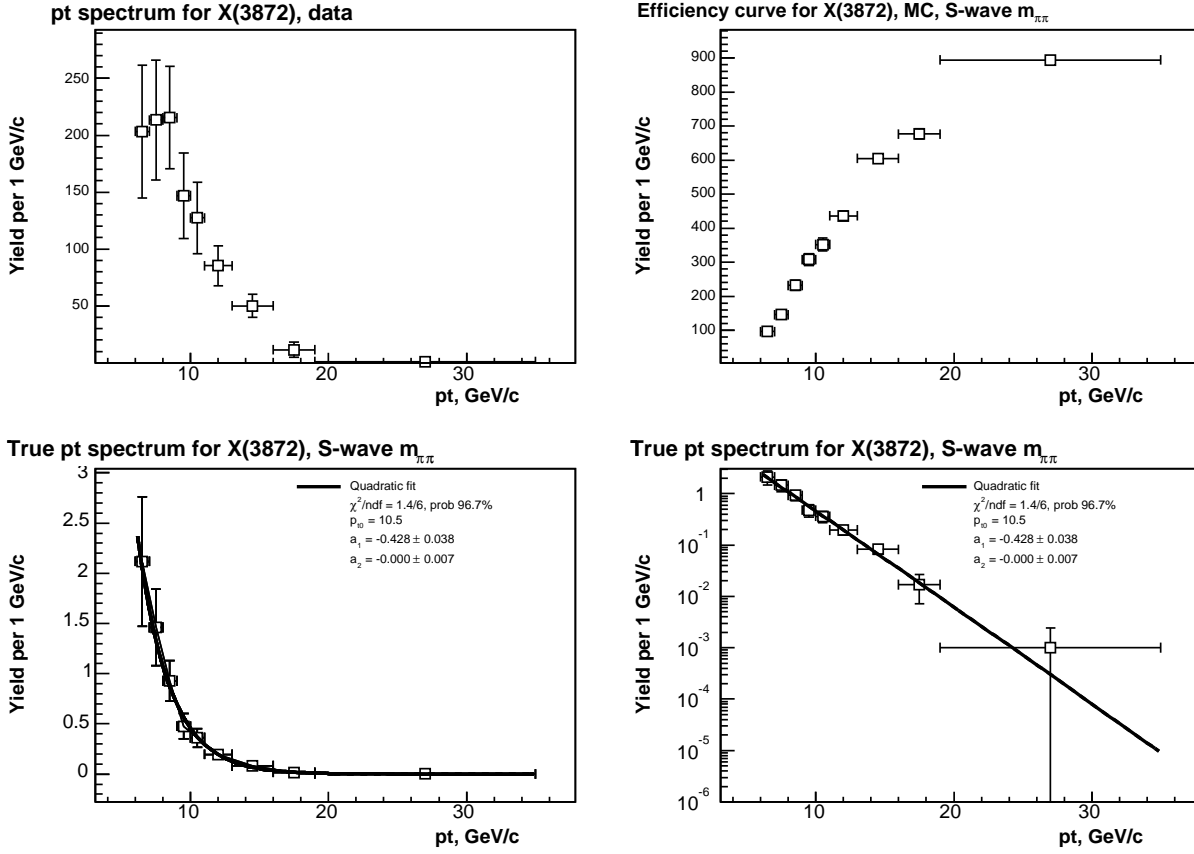 pt spectrum for X(3872), data
Yield per 1 GeV/c
250
200
150
100
50
10 20 30
pt, GeV/c
Efficiency curve for X(3872), MC, S-wave mππ
Yield per 1 GeV/c
900
800
700
600
500
400
300
200
100
10 20 30
pt, GeV/c
True pt spectrum for X(3872), S-wave mππ
Yield per 1 GeV/c
3
2.5
2
1.5
1
0.5
0
Quadratic fit
χ²/ndf = 1.4/6, prob 96.7%
pt0 = 10.5
a1 = -0.428 ± 0.038
a2 = -0.000 ± 0.007
10 20 30
pt, GeV/c
True pt spectrum for X(3872), S-wave mππ
Yield per 1 GeV/c
1
10-1
10-2
10-3
10-4
10-5
10-6
Quadratic fit
χ²/ndf = 1.4/6, prob 96.7%
pt0 = 10.5
a1 = -0.428 ± 0.038
a2 = -0.000 ± 0.007
10 20 30
pt, GeV/c